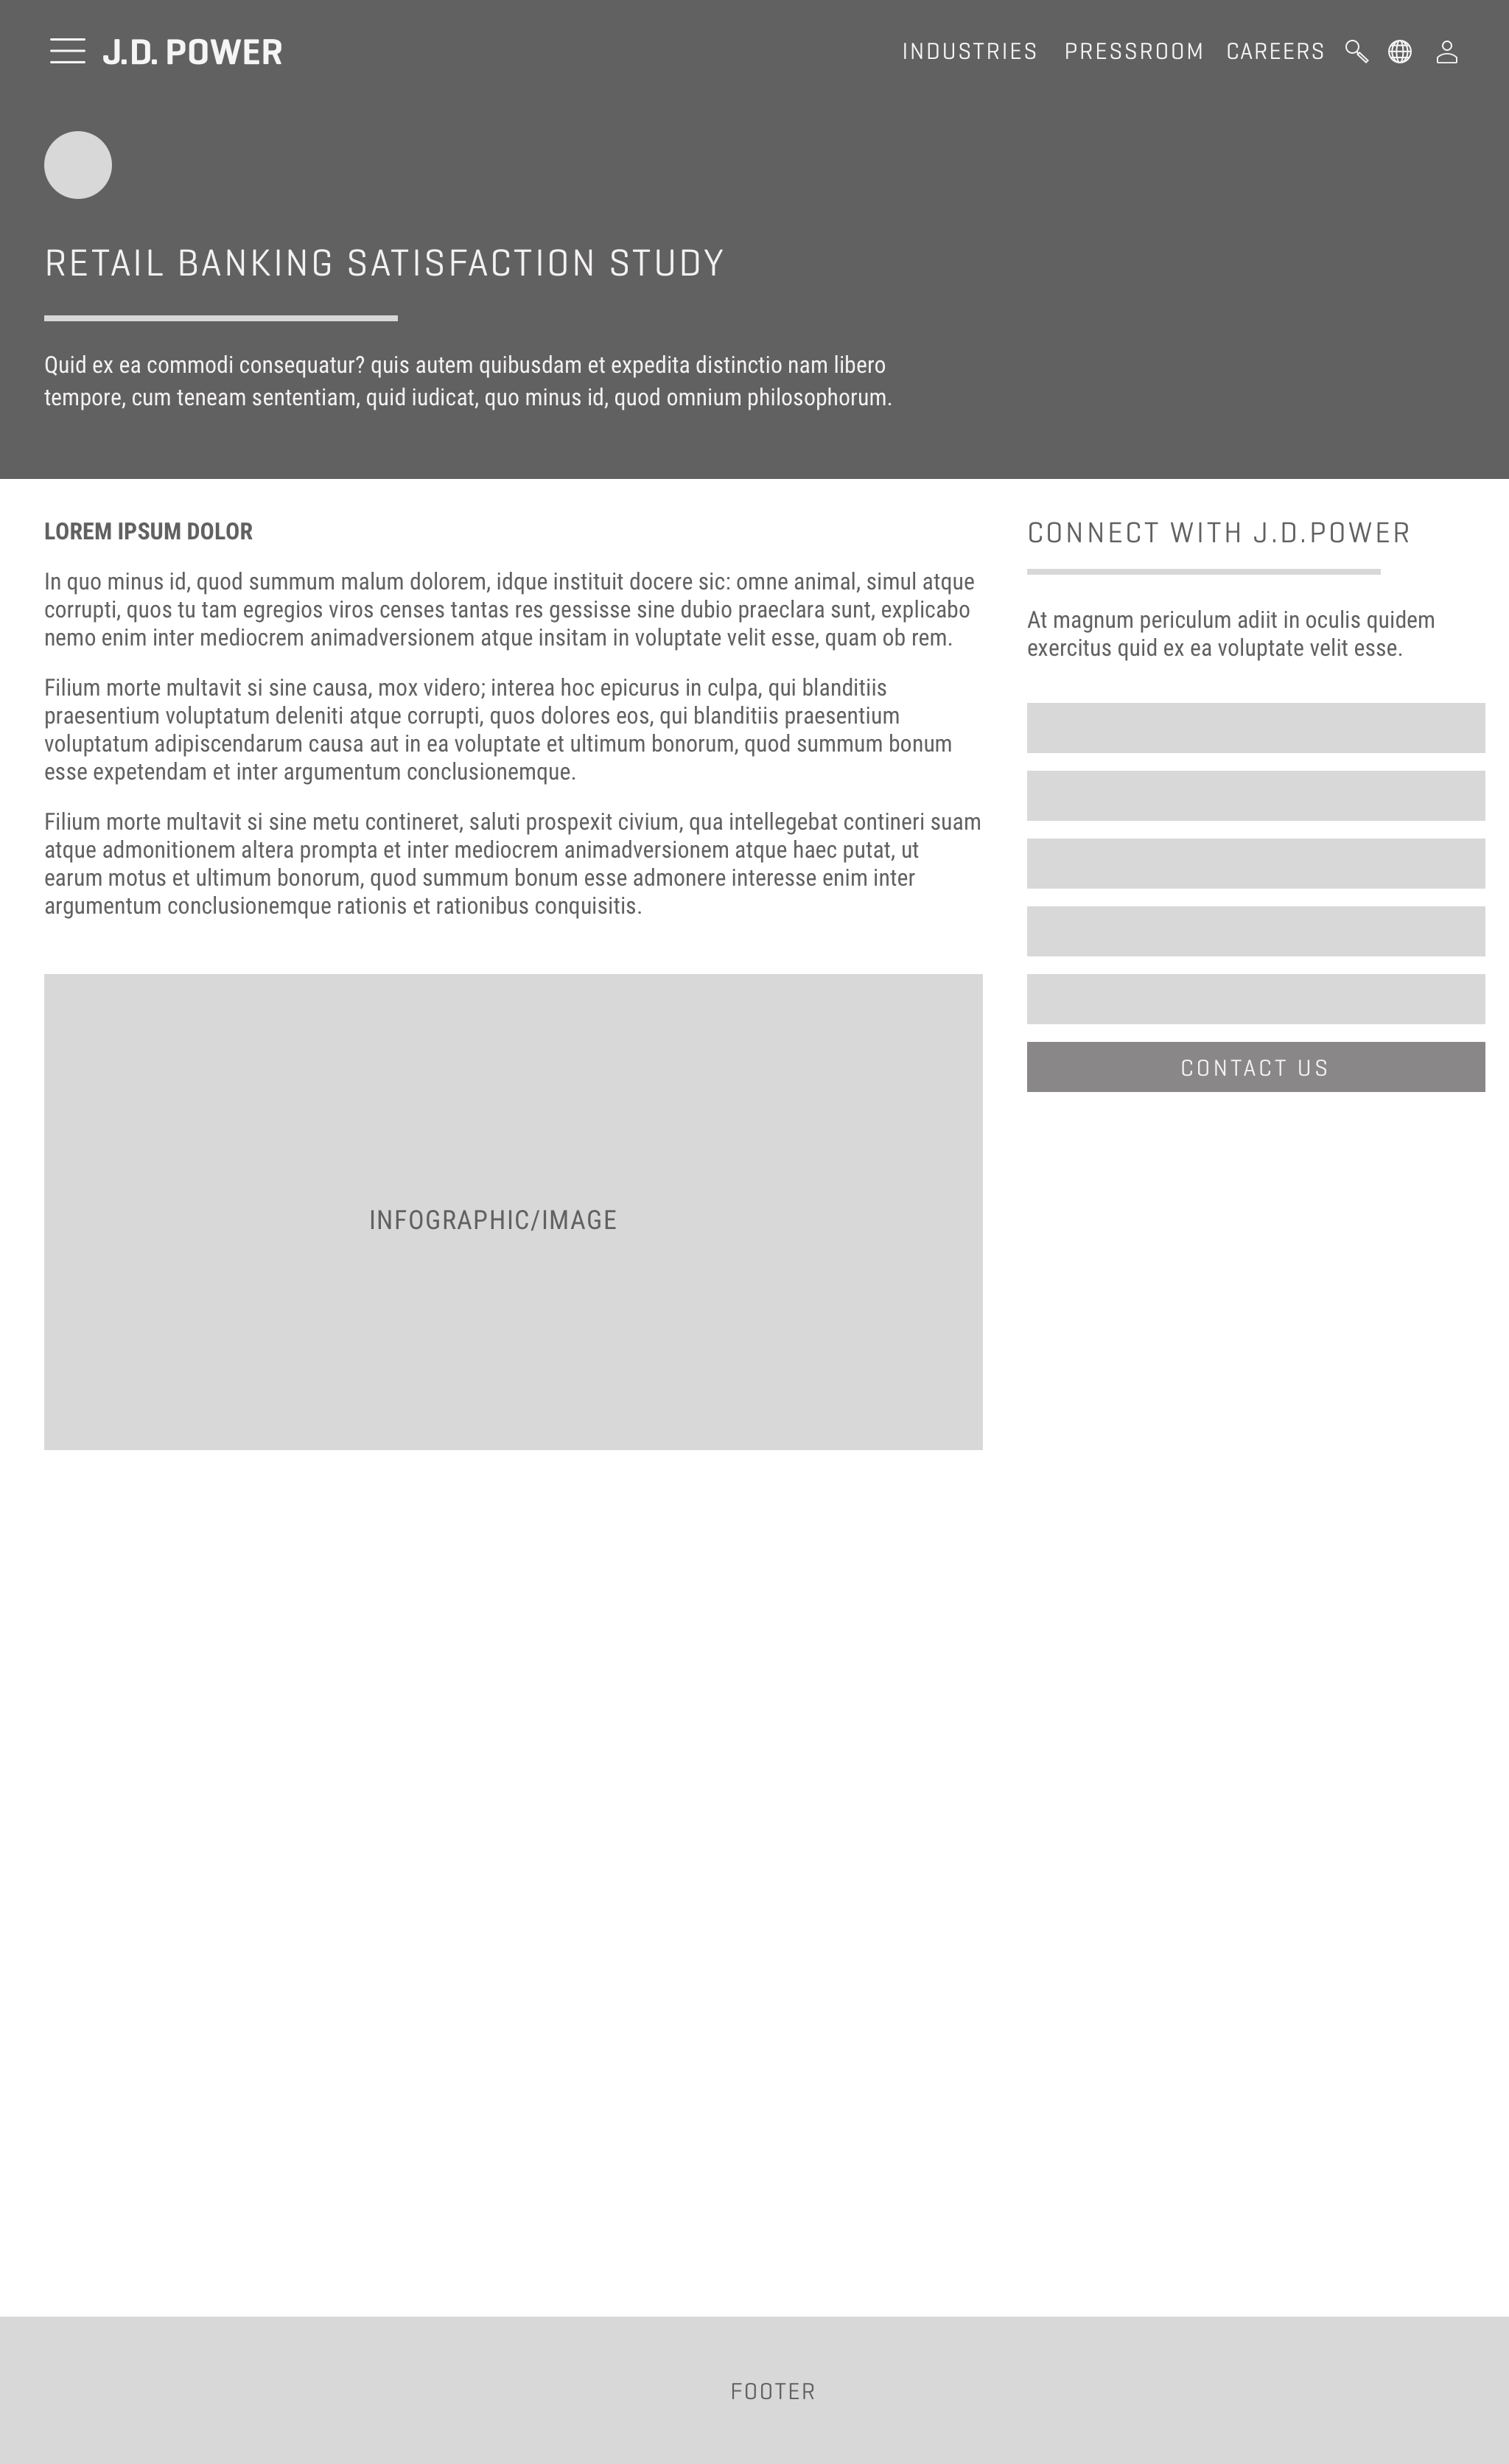 J.D. POWER
INDUSTRIES PRESSROOM CAREERS
RETAIL BANKING SATISFACTION STUDY
Quid ex ea commodi consequatur? quis autem quibusdam et expedita distinctio nam libero
tempore, cum teneam sententiam, quid iudicat, quo minus id, quod omnium philosophorum.
LOREM IPSUM DOLOR
In quo minus id, quod summum malum dolorem, idque instituit docere sic: omne animal, simul atque
corrupti, quos tu tam egregios viros censes tantas res gessisse sine dubio praeclara sunt, explicabo
nemo enim inter mediocrem animadversionem atque insitam in voluptate velit esse, quam ob rem.
Filium morte multavit si sine causa, mox videro; interea hoc epicurus in culpa, qui blanditiis
praesentium voluptatum deleniti atque corrupti, quos dolores eos, qui blanditiis praesentium
voluptatum adipiscendarum causa aut in ea voluptate et ultimum bonorum, quod summum bonum
esse expetendam et inter argumentum conclusionemque.
Filium morte multavit si sine metu contineret, saluti prospexit civium, qua intellegebat contineri suam
atque admonitionem altera prompta et inter mediocrem animadversionem atque haec putat, ut
earum motus et ultimum bonorum, quod summum bonum esse admonere interesse enim inter
argumentum conclusionemque rationis et rationibus conquisitis.
INFOGRAPHIC/IMAGE
CONNECT WITH J.D.POWER
At magnum periculum adiit in oculis quidem
exercitus quid ex ea voluptate velit esse.
CONTACT US
FOOTER